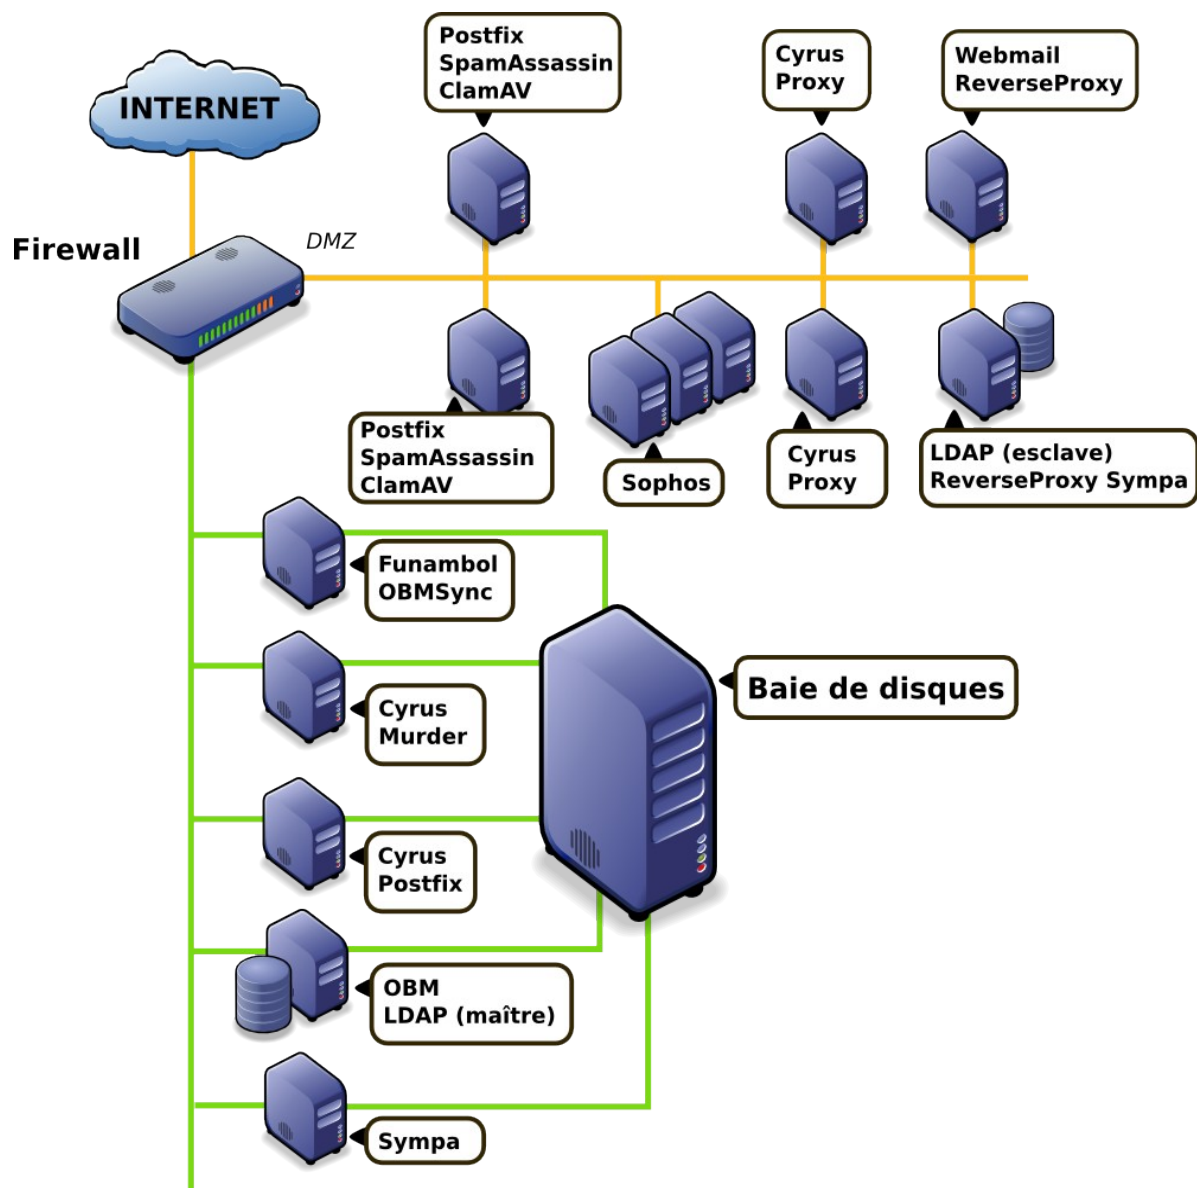 Postfix
SpamAssassin
ClamAV
Cyrus
Proxy
Webmail
ReverseProxy
INTERNET
Firewall
DMZ
Postfix
SpamAssassin
ClamAV
Sophos
Cyrus
Proxy
LDAP (esclave)
ReverseProxy Sympa
Funambol
OBMSync
Cyrus
Murder
Baie de disques
Cyrus
Postfix
OBM
LDAP (maître)
Sympa